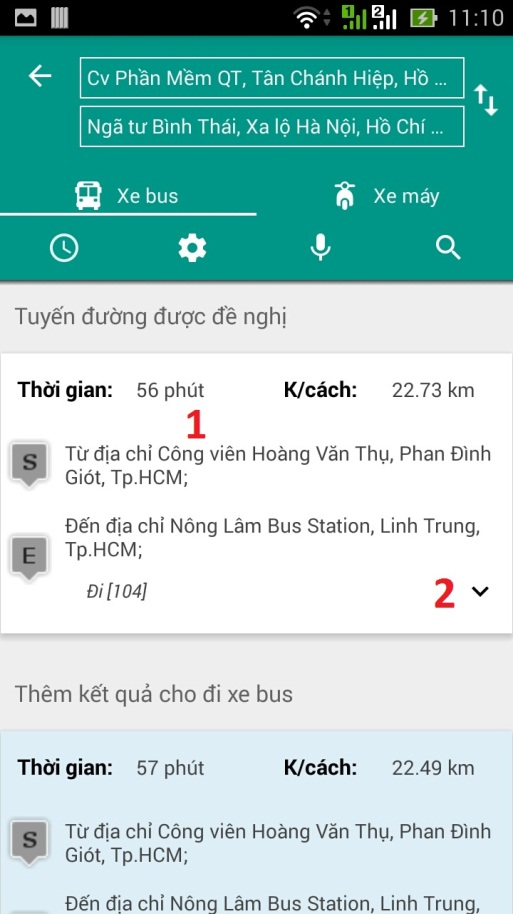 1 2 11:10
Cv Phần Mềm QT, Tân Chánh Hiệp, Hồ ...
Ngã tư Bình Thái, Xa lộ Hà Nội, Hồ Chí ...
Xe bus Xe máy
Tuyến đường được đề nghị
Thời gian: 56 phút K/cách: 22.73 km
1
S Từ địa chỉ Công viên Hoàng Văn Thụ, Phan Đình
Giót, Tp.HCM;
Đến địa chỉ Nông Lâm Bus Station, Linh Trung,
E Tp.HCM;
Đi [104] 2
Thêm kết quả cho đi xe bus
Thời gian: 57 phút K/cách: 22.49 km
S Từ địa chỉ Công viên Hoàng Văn Thụ, Phan Đình
Giót, Tp.HCM;
Đến địa chỉ Nông Lâm Bus Station, Linh Trung,